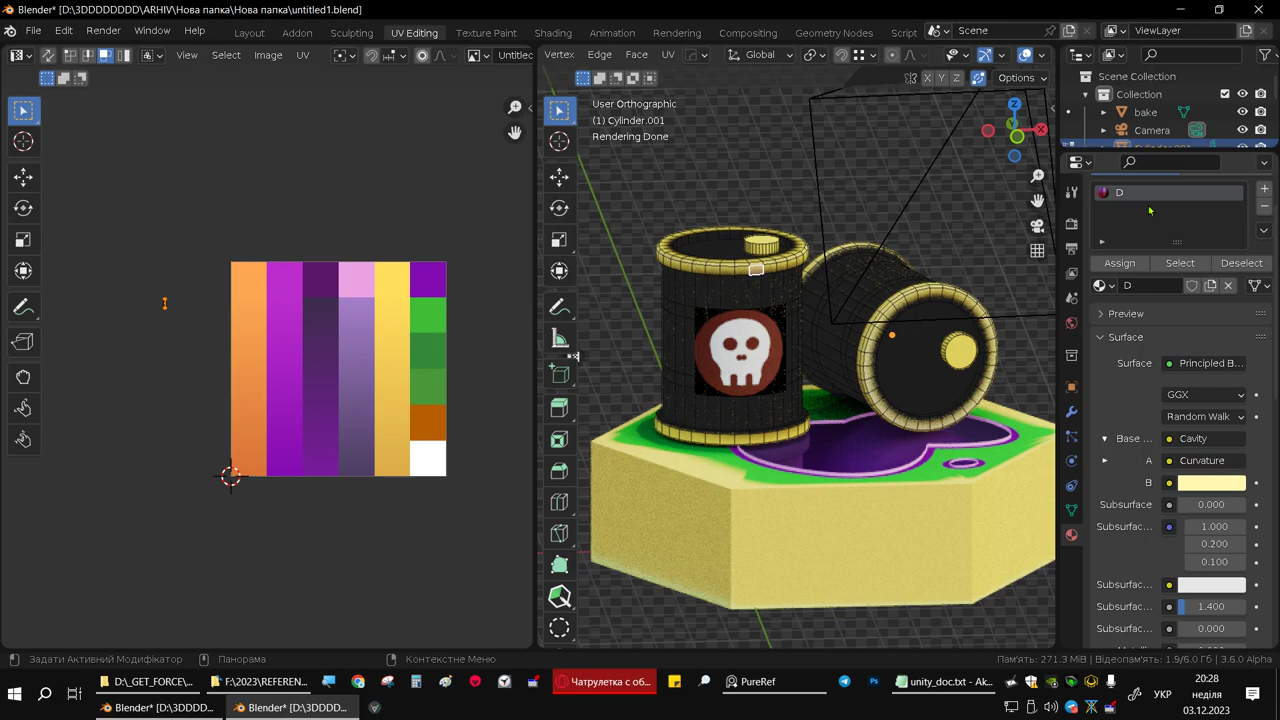 Blender* [D:\3DDDDDDDD\ARHIV\Нова папка\Нова папка\untitled1.blend]
File Edit Render Window Help Layout Addon Sculpting UV Editing Texture Paint Shading Animation Rendering Compositing Geometry Nodes Script Scene ViewLayer
View Select Image UV Untitlec Vertex Edge Face UV Global
X Y Z Options
User Orthographic
(1) Cylinder.001
Rendering Done
Z
X
Y
Scene Collection
Collection
bake
Camera
D
Assign Select Deselect
D
Preview
Surface
Surface Principled B...
GGX
Random Walk
Base ... Cavity
A Curvature
B
Subsurface 0.000
Subsurfac... 1.000
0.200
0.100
Subsurfac...
Subsurfac... 1.400
Subsurfac... 0.000
Задати Активний Модифікатор Панорама Контекстне Меню Пам'ять: 271.3 МіВ | Відеопам'ять: 1.9/6.0 Гб | 3.6.0 Alpha
D:\_GET_FORCE\... F:\2023\REFEREN... Чатрулетка с об... PureRef unity_doc.txt - Ak...
УКР
20:28
неділя
03.12.2023
Blender* [D:\3DDDD... Blender* [D:\3DDDD...